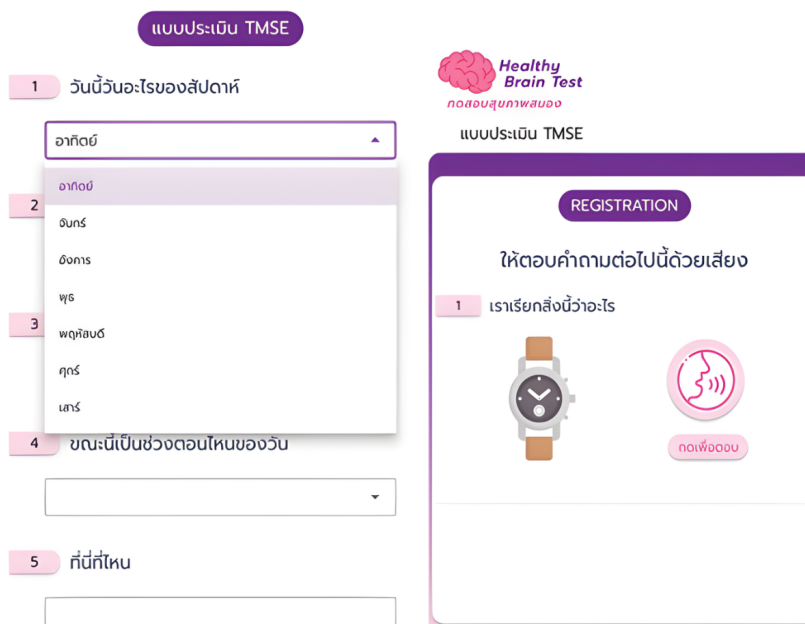 แบบประเมิน TMSE
1 วันนี้วันอะไรของสัปดาห์
อาทิตย์
อาทิตย์
จันทร์
2
อังคาร
พุธ
3
พฤหัสบดี
ศุกร์
เสาร์
4 ขณะนี้เป็นช่วงตอนไหนของวัน
5 ที่นี่ที่ไหน
Healthy
Brain Test
ทดสอบสุขภาพสมอง
แบบประเมิน TMSE
REGISTRATION
ให้ตอบคำถามต่อไปนี้ด้วยเสียง
1 เราเรียกสิ่งนี้ว่าอะไร
กดเพื่อตอบ